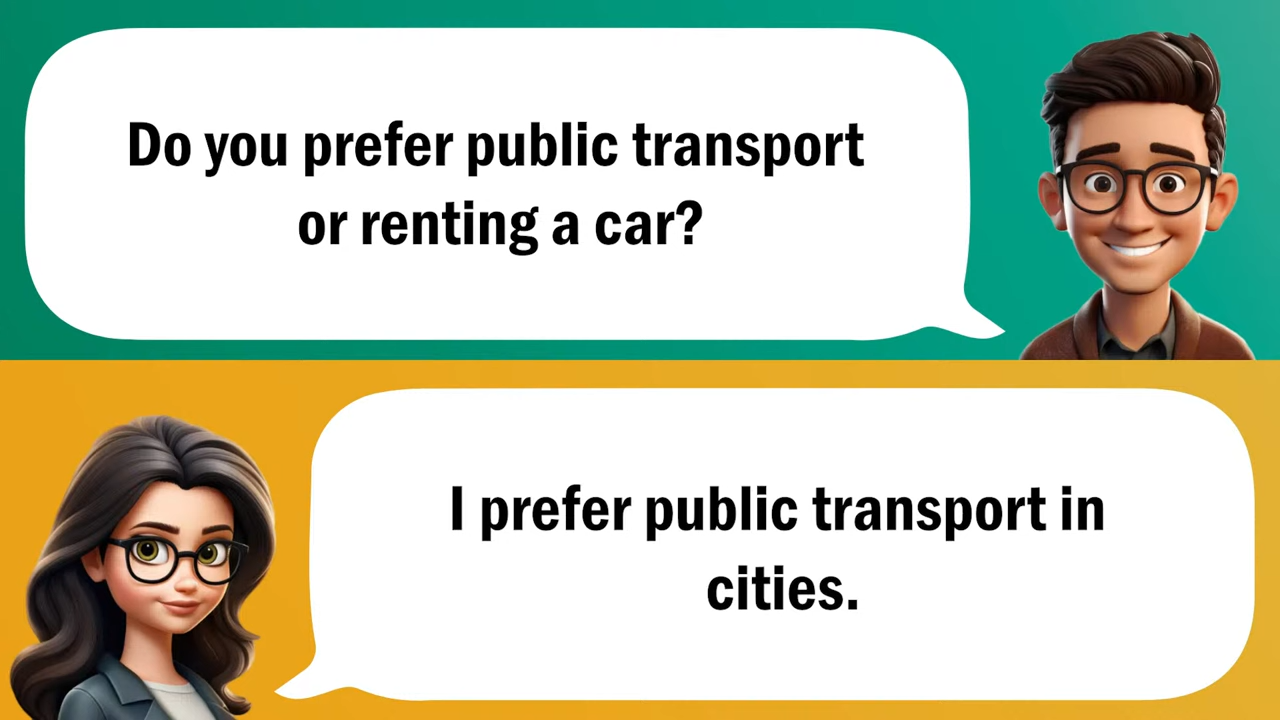 Do you prefer public transport
or renting a car?
I prefer public transport in
cities.